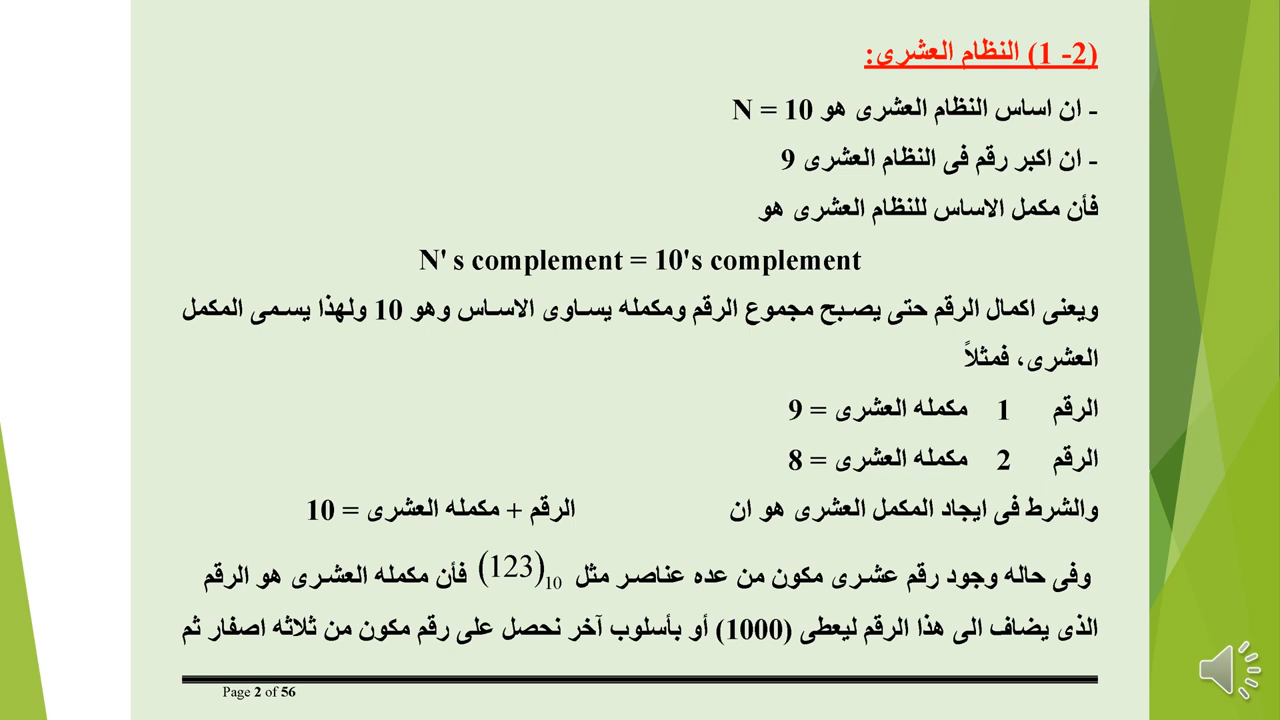 (2- 1) النظام العشرى:
- ان اساس النظام العشرى هو N = 10
- ان اكبر رقم فى النظام العشرى 9
فأن مكمل الاساس للنظام العشرى هو
N' s complement = 10's complement
ويعنى اكمال الرقم حتى يصبح مجموع الرقم ومكمله يساوى الاساس وهو 10 ولهذا يسمى المكمل
العشرى، فمثلاً
الرقم 1 مكمله العشرى = 9
الرقم 2 مكمله العشرى = 8
والشرط فى ايجاد المكمل العشرى هو ان الرقم + مكمله العشرى = 10
وفى حاله وجود رقم عشرى مكون من عده عناصر مثل (123)10 فأن مكمله العشرى هو الرقم
الذى يضاف الى هذا الرقم ليعطى (1000) أو بأسلوب آخر نحصل على رقم مكون من ثلاثه اصفار ثم
Page 2 of 56